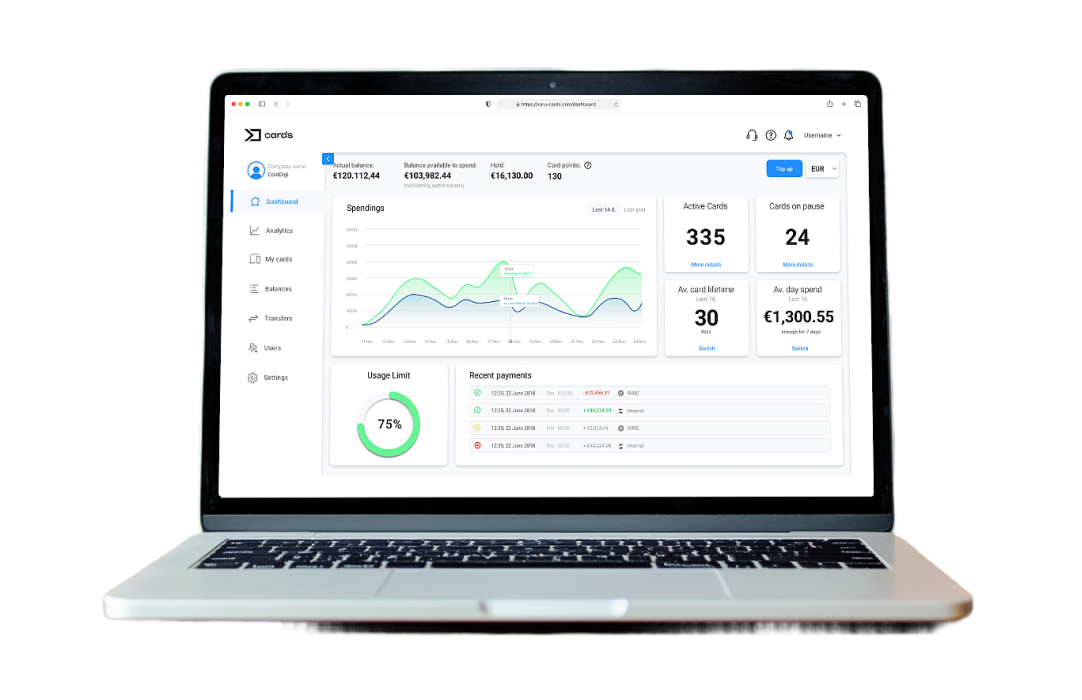 https://xaru-cards.com/dashboard
cards
Username
Company name
CoinDigi
Actual balance:
€120.112,44
Balance available to spend:
€103,982.44
(considering authorisations)
Hold:
€16,130.00
Card points:
130
Top up
EUR
Dashboard
Analytics
My cards
Balances
Transfers
Users
Settings
Spendings
Last 14 d.
Last year
0
11 Nov 12 Nov 13 Nov 14 Nov 15 Nov 16 Nov 17 Nov 18 Nov 19 Nov 20 Nov 21 Nov 22 Nov 23 Nov 24 Nov
Active Cards
335
More details
Cards on pause
24
More details
Av. card lifetime
Last 7d.
30
days
Switch
Av. day spend
Last 7d.
€1,300.55
enough for 7 days
Switch
Usage Limit
75%
Recent payments
12:35, 22 June 2018 Fee €50.56 - €12,456.11 WIRE
12:35, 22 June 2018 Fee €0.00 + €44,224.09 Internal
12:35, 22 June 2018 Fee €0.00 WIRE
12:35, 22 June 2018 Fee €0.00 Internal